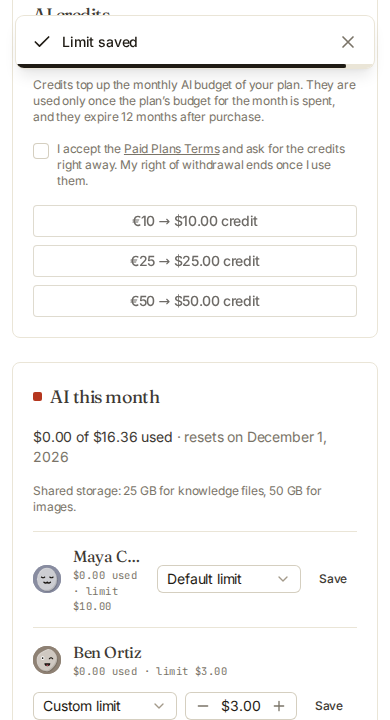 AI credits
Limit saved
Credits top up the monthly AI budget of your plan. They are
used only once the plan's budget for the month is spent,
and they expire 12 months after purchase.
I accept the Paid Plans Terms and ask for the credits
right away. My right of withdrawal ends once I use
them.
€10 → $10.00 credit
€25 → $25.00 credit
€50 → $50.00 credit
AI this month
$0.00 of $16.36 used · resets on December 1,
2026
Shared storage: 25 GB for knowledge files, 50 GB for
images.
Maya C...
$0.00 used
· limit
$10.00
Default limit
Save
Ben Ortiz
$0.00 used · limit $3.00
Custom limit
− $3.00 +
Save